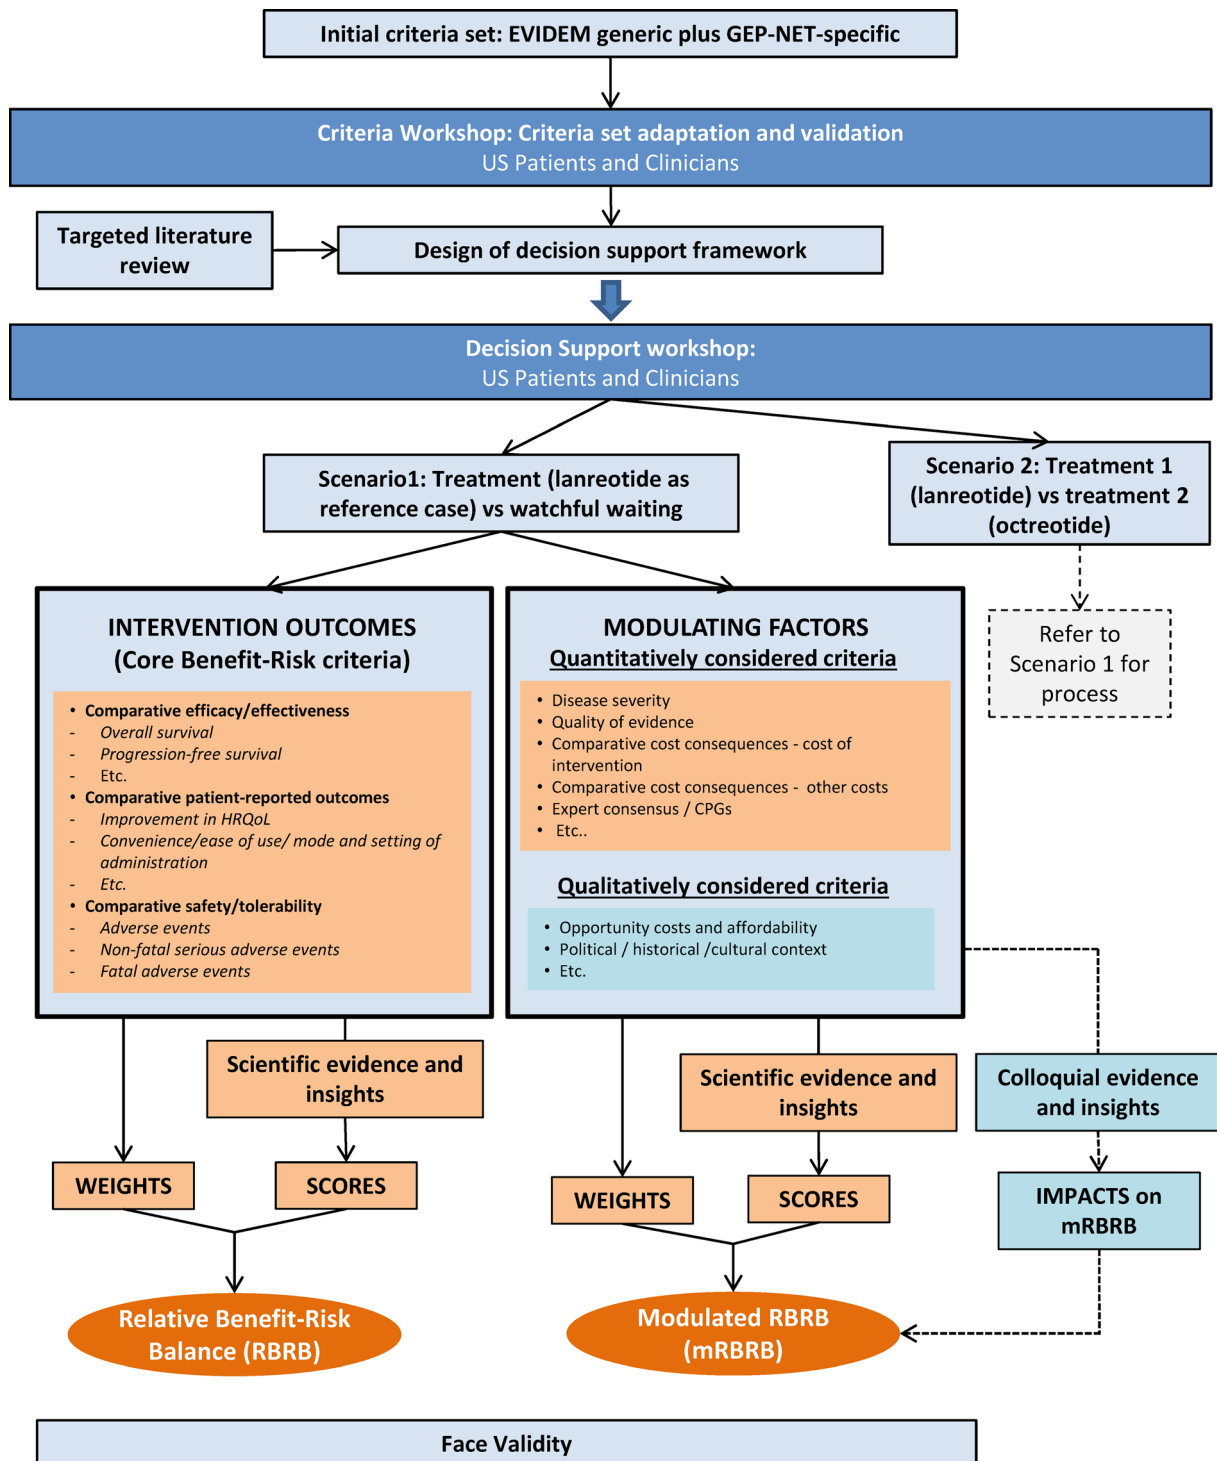 Initial criteria set: EVIDEM generic plus GEP-NET-specific
Criteria Workshop: Criteria set adaptation and validation
US Patients and Clinicians
Targeted literature
review
Design of decision support framework
Decision Support workshop:
US Patients and Clinicians
Scenario1: Treatment (lanreotide as
reference case) vs watchful waiting
Scenario 2: Treatment 1
(lanreotide) vs treatment 2
(octreotide)
Refer to
Scenario 1 for
process
INTERVENTION OUTCOMES
(Core Benefit-Risk criteria)
• Comparative efficacy/effectiveness
- Overall survival
- Progression-free survival
- Etc.
• Comparative patient-reported outcomes
- Improvement in HRQoL
- Convenience/ease of use/ mode and setting of
administration
- Etc.
• Comparative safety/tolerability
- Adverse events
- Non-fatal serious adverse events
- Fatal adverse events
MODULATING FACTORS
Quantitatively considered criteria
• Disease severity
• Quality of evidence
• Comparative cost consequences - cost of
intervention
• Comparative cost consequences - other costs
• Expert consensus / CPGs
• Etc..
Qualitatively considered criteria
• Opportunity costs and affordability
• Political / historical /cultural context
• Etc.
Scientific evidence and
insights
WEIGHTS
SCORES
Relative Benefit-Risk
Balance (RBRB)
Scientific evidence and
insights
WEIGHTS
SCORES
Modulated RBRB
(mRBRB)
Colloquial evidence
and insights
IMPACTS on
mRBRB
Face Validity